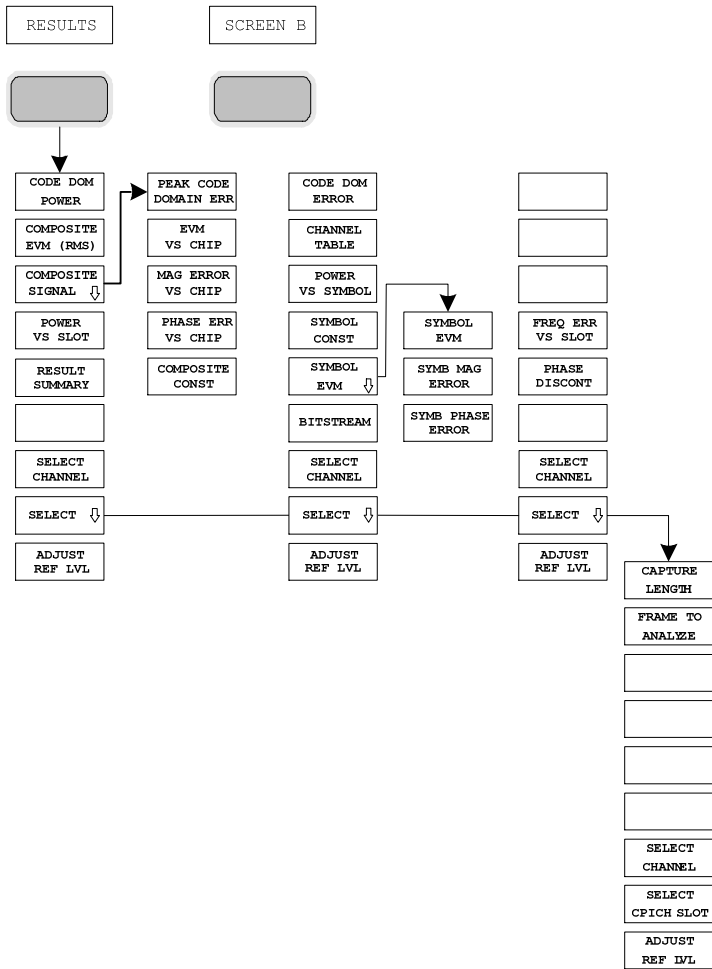 RESULTS
SCREEN B
CODE DOM
POWER
COMPOSITE
EVM (RMS)
COMPOSITE
SIGNAL
POWER
VS SLOT
RESULT
SUMMARY
SELECT
CHANNEL
SELECT
ADJUST
REF LVL
PEAK CODE
DOMAIN ERR
EVM
VS CHIP
MAG ERROR
VS CHIP
PHASE ERR
VS CHIP
COMPOSITE
CONST
CODE DOM
ERROR
CHANNEL
TABLE
POWER
VS SYMBOL
SYMBOL
CONST
SYMBOL
EVM
BITSTREAM
SELECT
CHANNEL
SELECT
ADJUST
REF LVL
SYMBOL
EVM
SYMB MAG
ERROR
SYMB PHASE
ERROR
FREQ ERR
VS SLOT
PHASE
DISCONT
SELECT
CHANNEL
SELECT
ADJUST
REF LVL
CAPTURE
LENGTH
FRAME TO
ANALYZE
SELECT
CHANNEL
SELECT
CPICH SLOT
ADJUST
REF LVL